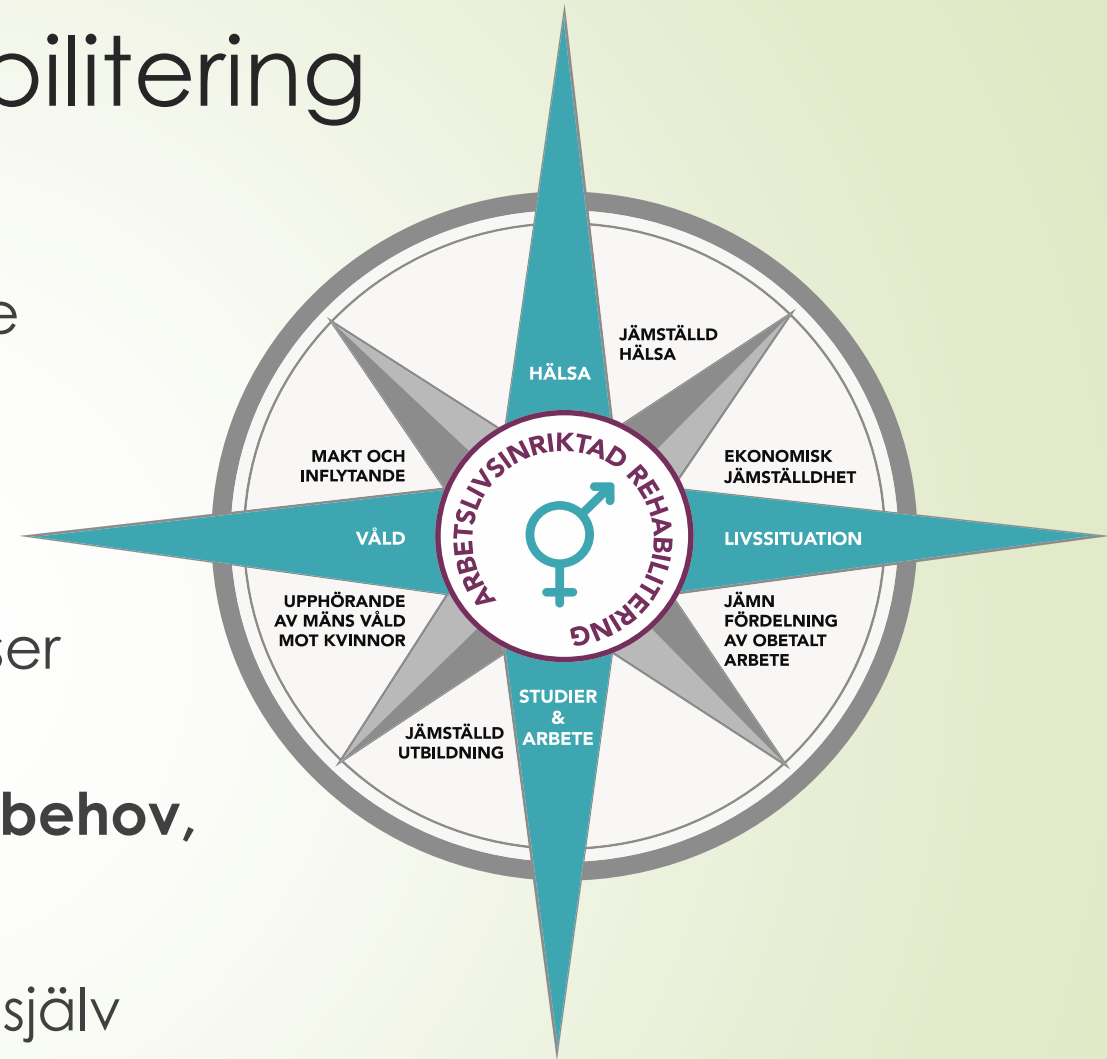 bilitering
e
ser
behov,
själv
HÄLSA
JÄMSTÄLLD
HÄLSA
MAKT OCH
INFLYTANDE
EKONOMISK
JÄMSTÄLLDHET
ARBETSLIVSINRIKTAD REHABILITERING
VÅLD
LIVSSITUATION
UPPHÖRANDE
AV MÄNS VÅLD
MOT KVINNOR
JÄMN
FÖRDELNING
AV OBETALT
ARBETE
STUDIER
&
ARBETE
JÄMSTÄLLD
UTBILDNING